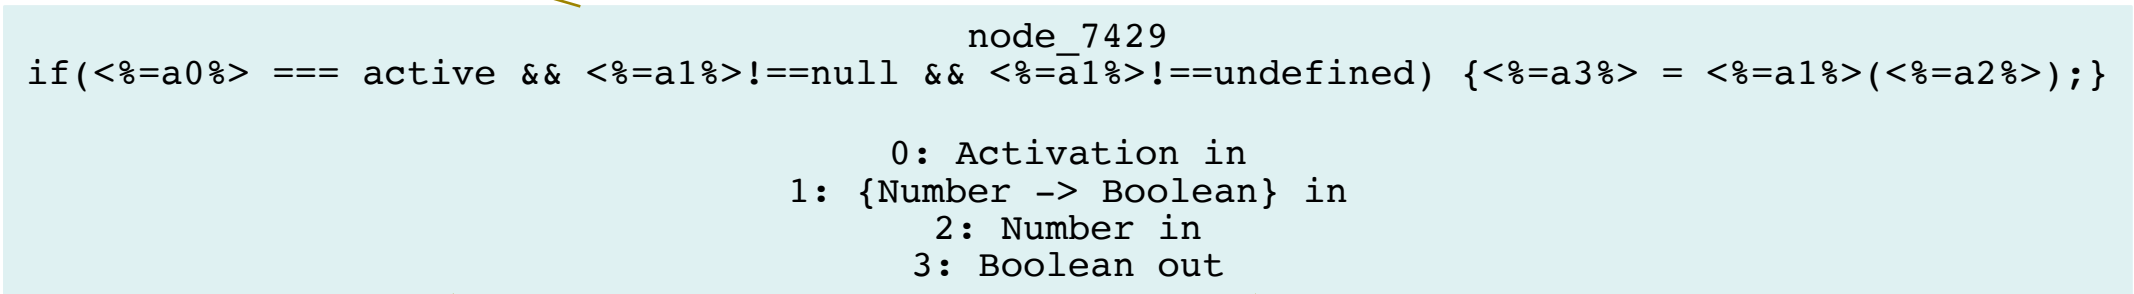 node_7429
if(<%=a0%> === active && <%=a1%>!==null && <%=a1%>!==undefined) {<%=a3%> = <%=a1%>(<%=a2%>);}
0: Activation in
1: {Number -> Boolean} in
2: Number in
3: Boolean out